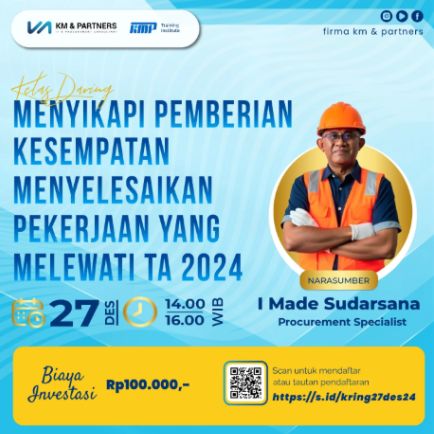 KM & PARTNERS
KMP Training
Institute
firma km & partners
Kelas Daring
MENYIKAPI PEMBERIAN
KESEMPATAN
MENYELESAIKAN
PEKERJAAN YANG
MELEWATI TA 2024
NARASUMBER
I Made Sudarsana
Procurement Specialist
27 DES
14.00
16.00 WIB
Biaya
Investasi
Rp100.000,-
Scan untuk mendaftar
atau tautan pendaftaran
https://s.id/kring27des24